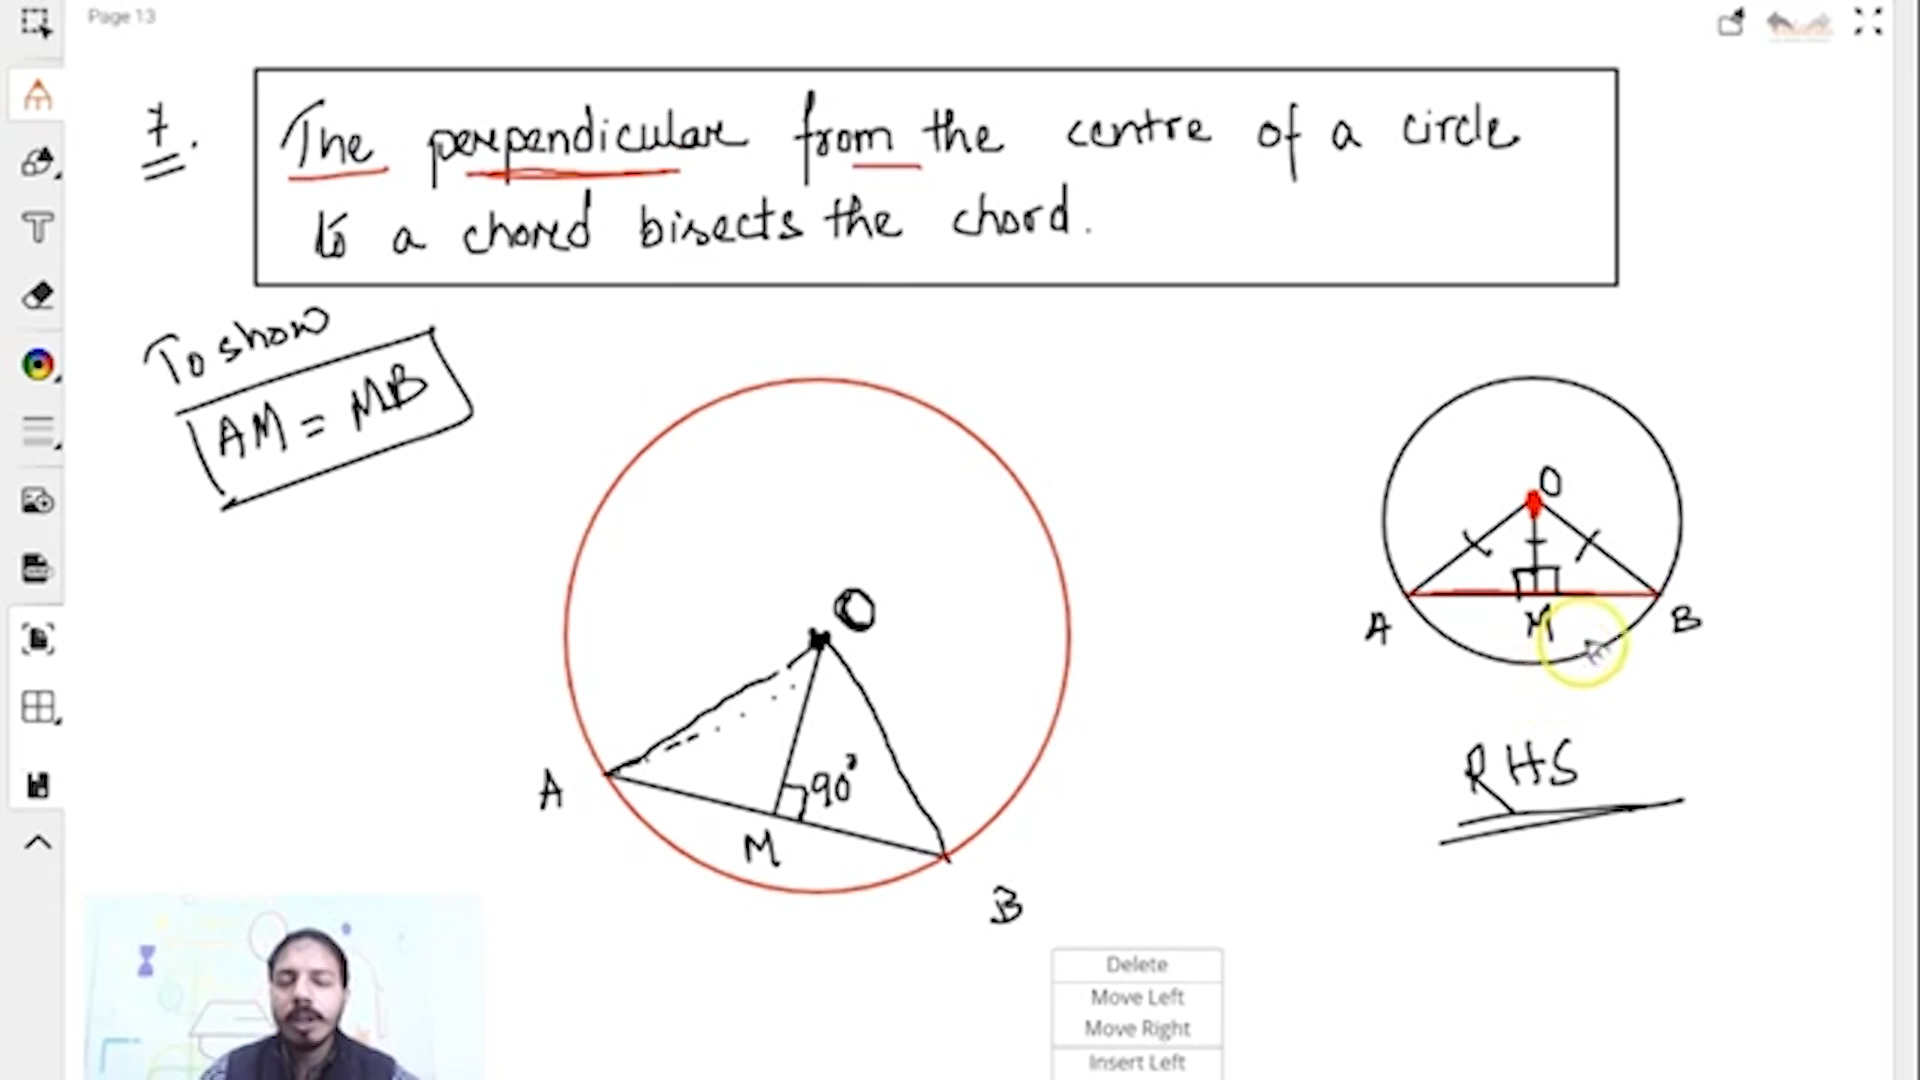 Page 13
7.
The perpendicular from the centre of a circle
to a chored bisects the chord.
To show
AM = MB
O
A
M
90°
B
O
A
M
B
RHS
Delete
Move Left
Move Right
Insert Left